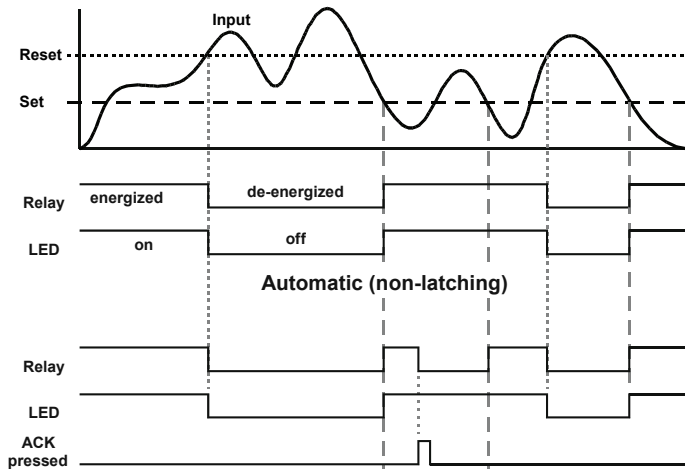 Input
Reset
Set
Relay
energized
de-energized
LED
on
off
Automatic (non-latching)
Relay
LED
ACK
pressed